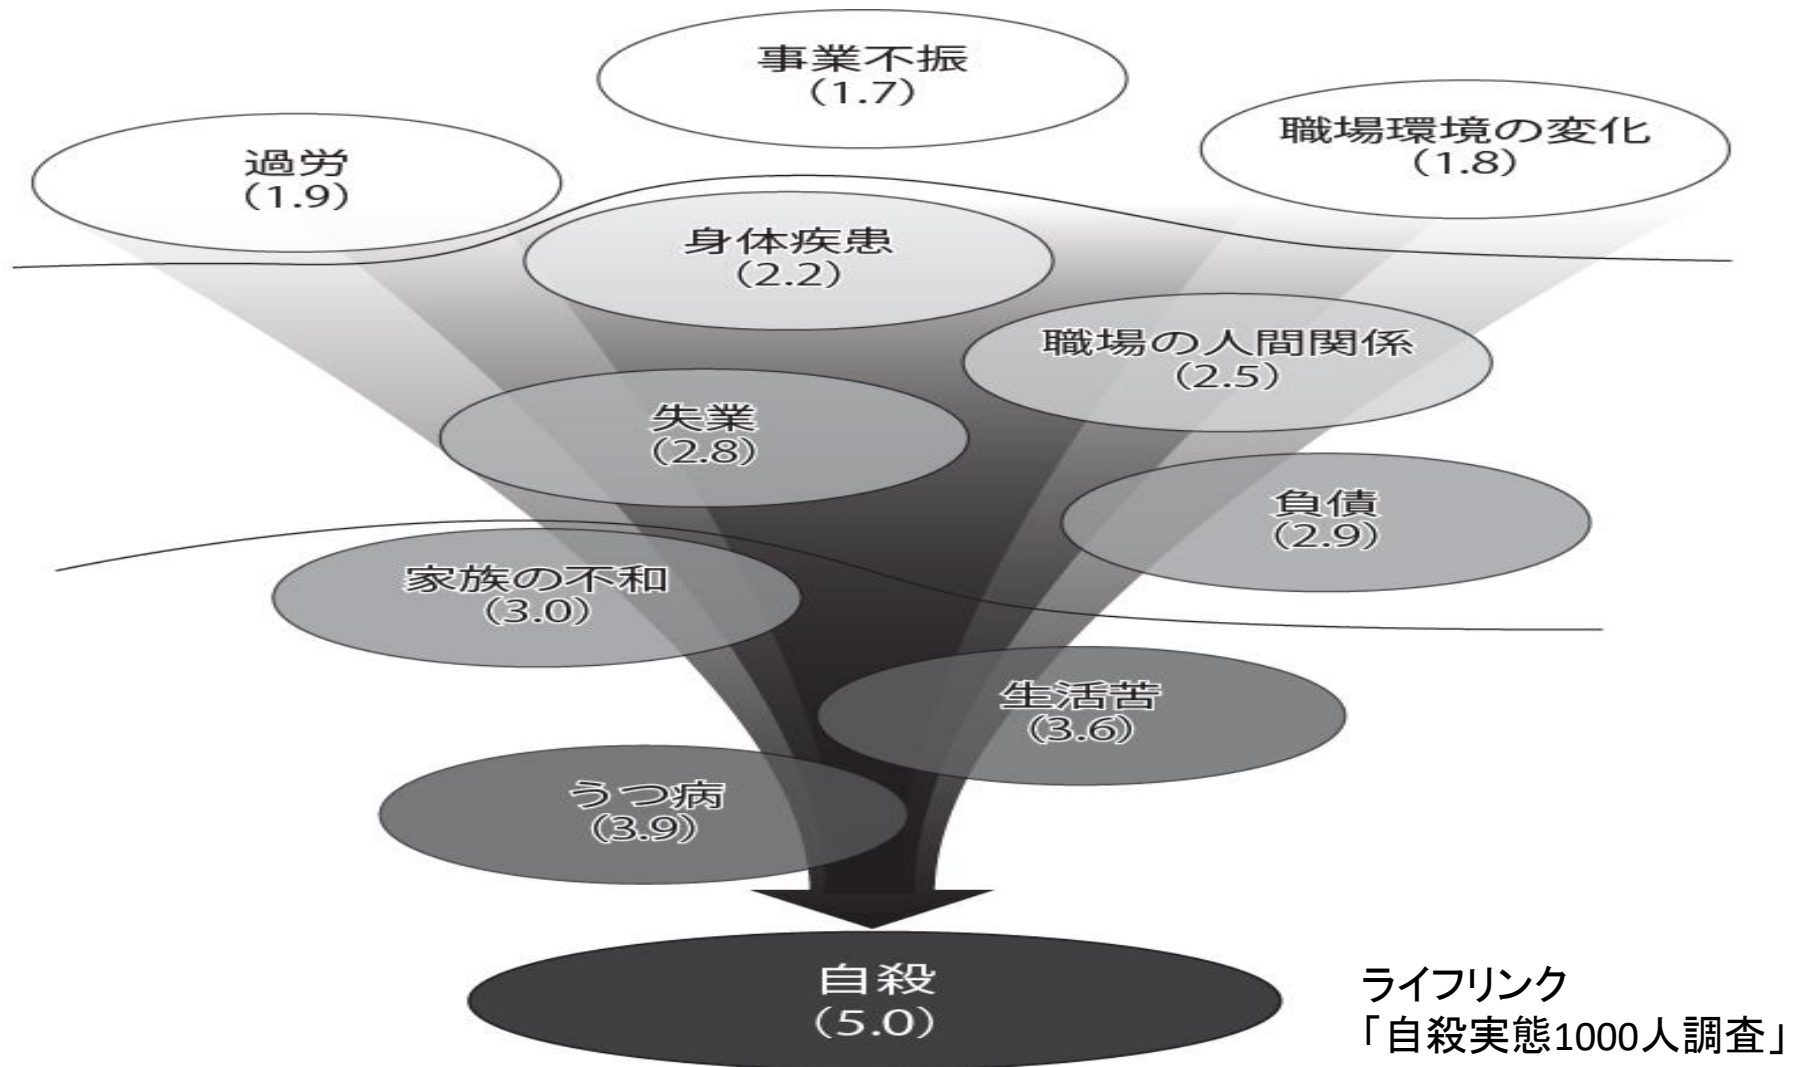 事業不振
(1.7)
職場環境の変化
(1.8)
過労
(1.9)
身体疾患
(2.2)
職場の人間関係
(2.5)
失業
(2.8)
負債
(2.9)
家族の不和
(3.0)
生活苦
(3.6)
うつ病
(3.9)
自殺
(5.0)
ライフリンク
「自殺実態1000人調査」